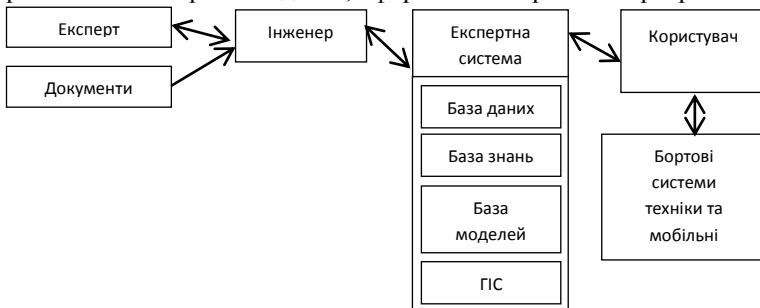 Експерт
Документи
Інженер
Експертна
система
База даних
База знань
База
моделей
ГІС
Користувач
Бортові
системи
техніки та
мобільні